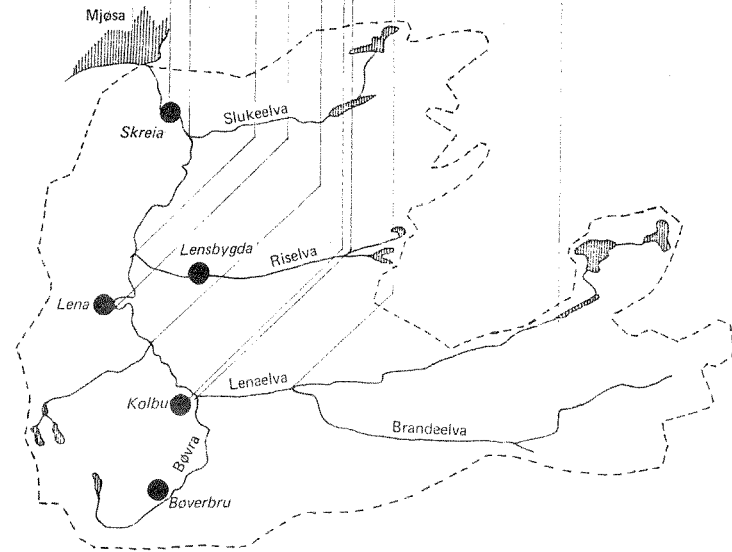 Mjøsa
Slukeelva
Skreia
Lensbygda
Riselva
Lena
Lenaelva
Kolbu
Brandeelva
Bøvra
Bøverbru